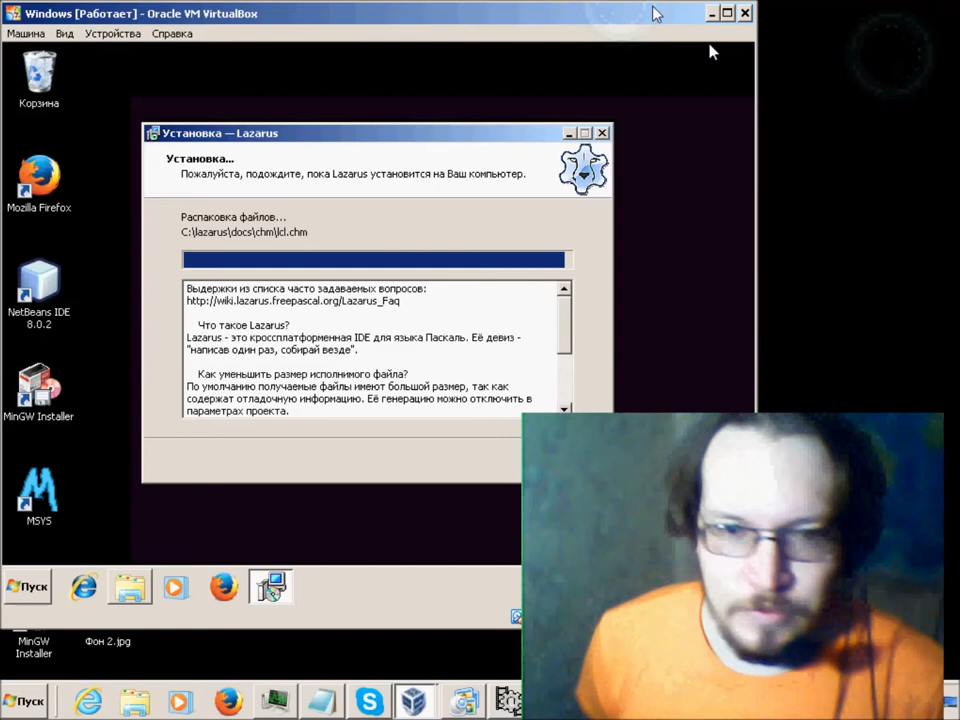 Windows [Работает] - Oracle VM VirtualBox
Машина Вид Устройства Справка
Корзина
Mozilla Firefox
NetBeans IDE
8.0.2
MinGW Installer
MSYS
Установка — Lazarus
Установка...
Пожалуйста, подождите, пока Lazarus установится на Ваш компьютер.
Распаковка файлов...
C:\lazarus\docs\chm\lcl.chm
Выдержки из списка часто задаваемых вопросов:
http://wiki.lazarus.freepascal.org/Lazarus_Faq
Что такое Lazarus?
Lazarus - это кроссплатформенная IDE для языка Паскаль. Её девиз -
"написав один раз, собирай везде".
Как уменьшить размер исполнимого файла?
По умолчанию получаемые файлы имеют большой размер, так как
содержат отладочную информацию. Её генерацию можно отключить в
параметрах проекта.
Пуск
MinGW
Installer
Фон 2.jpg
Пуск